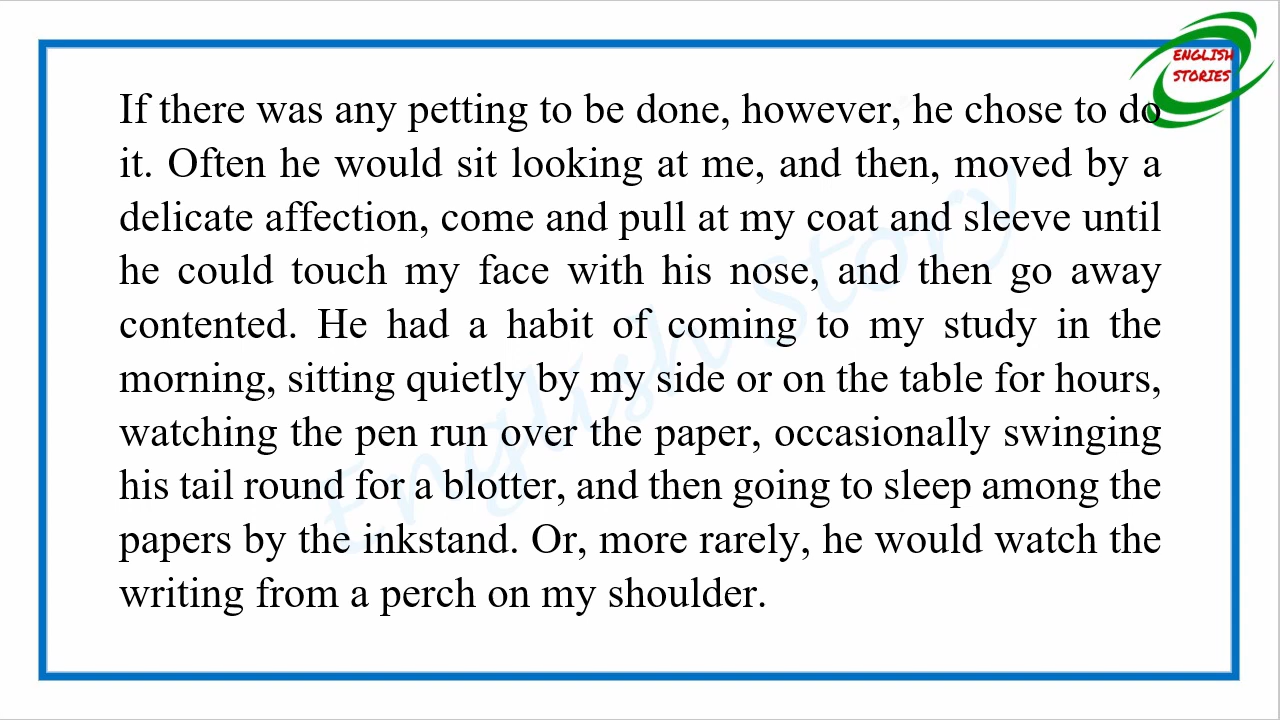 ENGLISH
STORIES
If there was any petting to be done, however, he chose to do
it. Often he would sit looking at me, and then, moved by a
delicate affection, come and pull at my coat and sleeve until
he could touch my face with his nose, and then go away
contented. He had a habit of coming to my study in the
morning, sitting quietly by my side or on the table for hours,
watching the pen run over the paper, occasionally swinging
his tail round for a blotter, and then going to sleep among the
papers by the inkstand. Or, more rarely, he would watch the
writing from a perch on my shoulder.
English Story